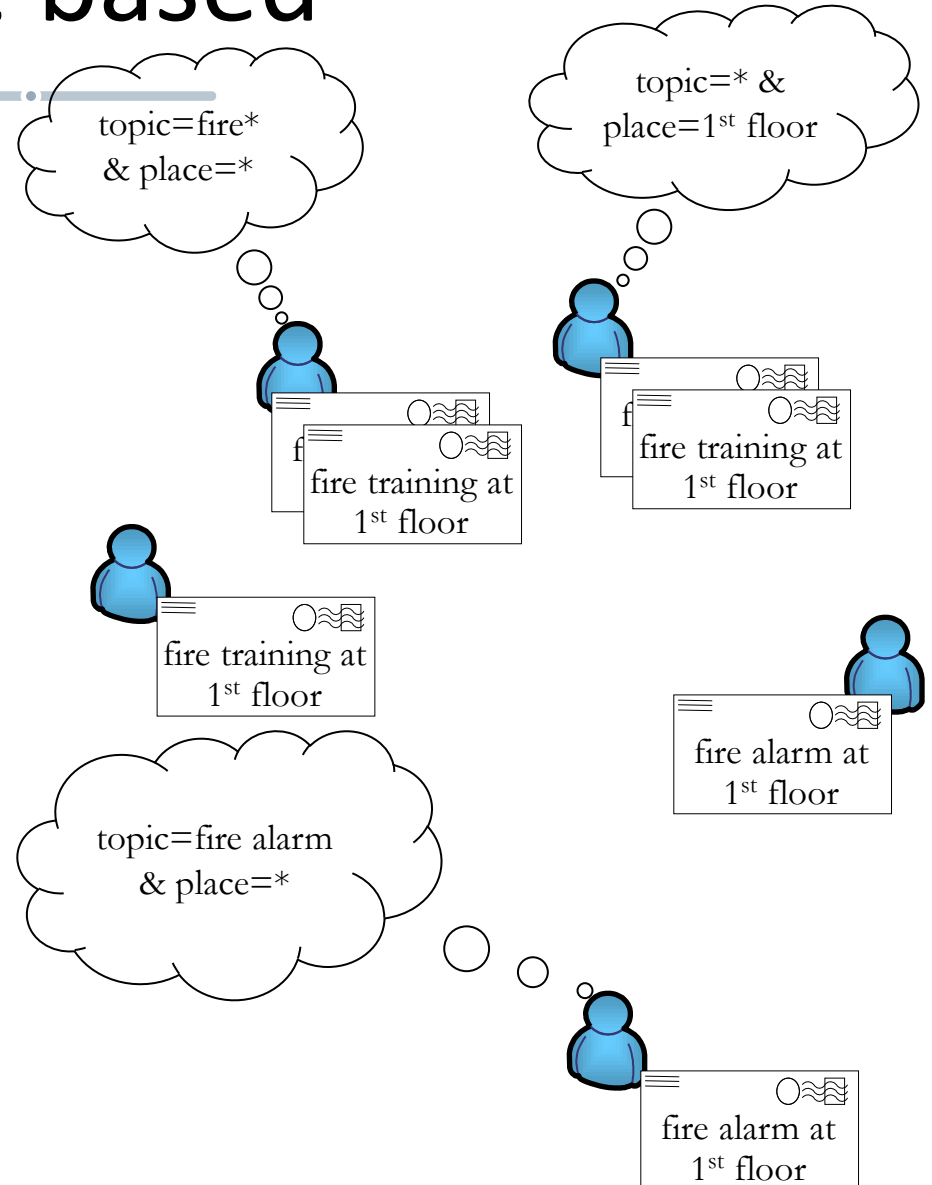 based
topic=fire*
& place=*
topic=* &
place=1st floor
f
fire training at
1st floor
f
fire training at
1st floor
fire training at
1st floor
fire alarm at
1st floor
topic=fire alarm
& place=*
fire alarm at
1st floor